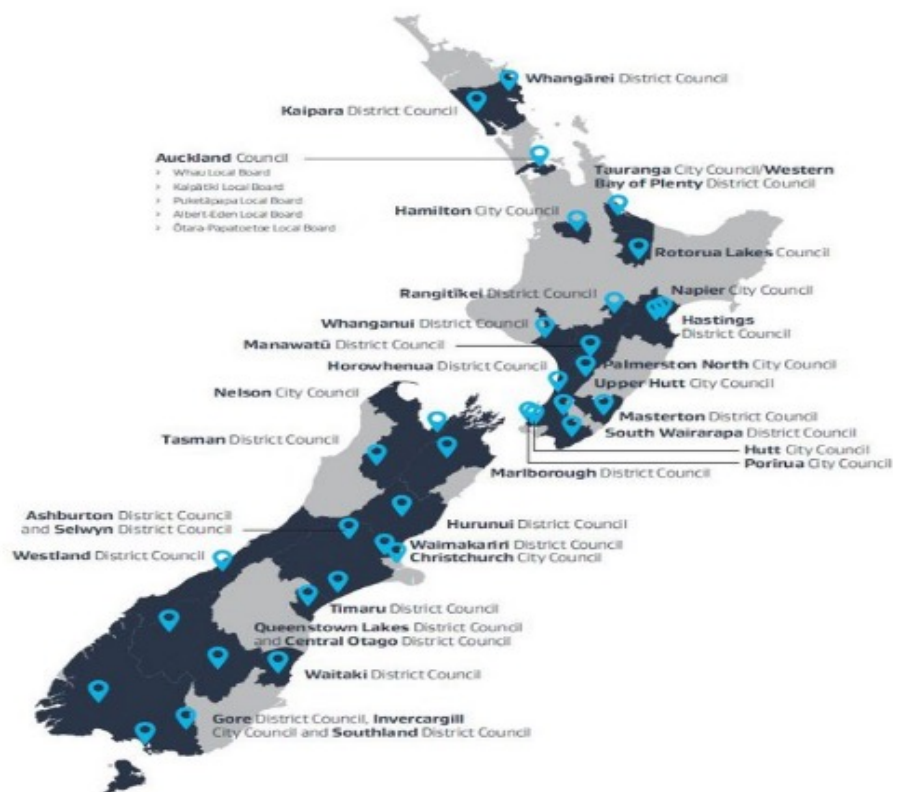 Whangārei District Council
Kaipara District Council
Auckland Council
> Whau Local Board
> Kaipātiki Local Board
> Puketāpapa Local Board
> Albert-Eden Local Board
> Ōtara-Papatoetoe Local Board
Tauranga City Council/Western
Bay of Plenty District Council
Hamilton City Council
Rotorua Lakes Council
Rangitīkei District Council
Napier City Council
Whanganui District Council
Hastings
District Council
Manawatū District Council
Horowhenua District Council
Palmerston North City Council
Upper Hutt City Council
Nelson City Council
Masterton District Council
South Wairarapa District Council
Tasman District Council
Hutt City Council
Porirua City Council
Marlborough District Council
Ashburton District Council
and Selwyn District Council
Hurunui District Council
Westland District Council
Waimakariri District Council
Christchurch City Council
Timaru District Council
Queenstown Lakes District Council
and Central Otago District Council
Waitaki District Council
Gore District Council, Invercargill
City Council and Southland District Council